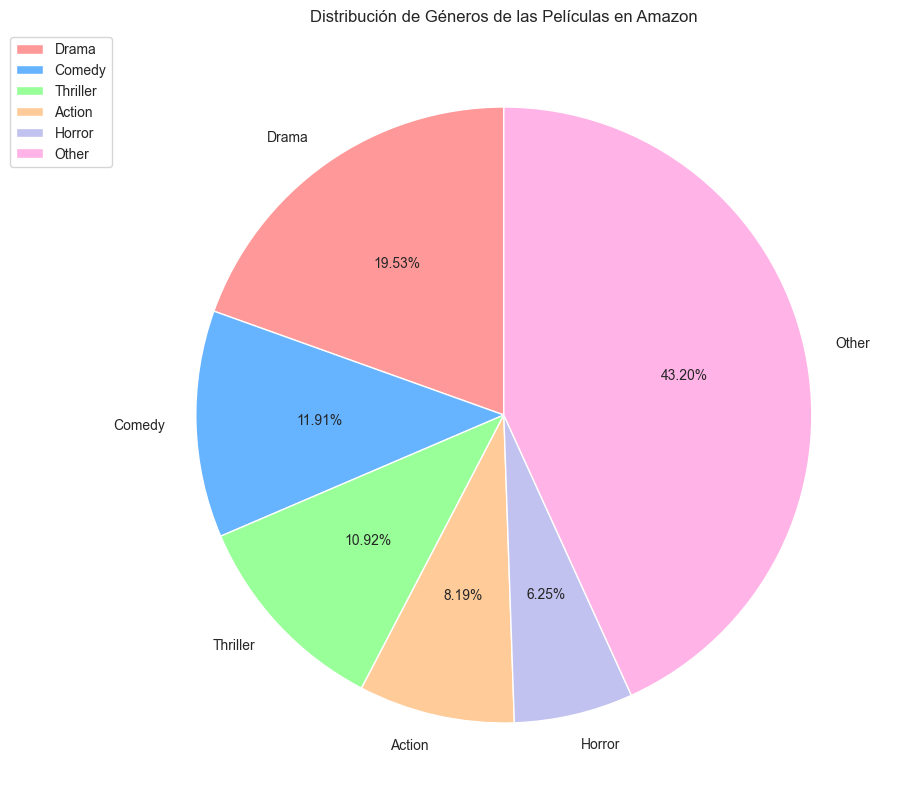 Distribución de Géneros de las Películas en Amazon
Drama
Comedy
Thriller
Action
Horror
Other
Drama
19.53%
Other
43.20%
Comedy
11.91%
10.92%
Thriller
8.19%
Action
6.25%
Horror